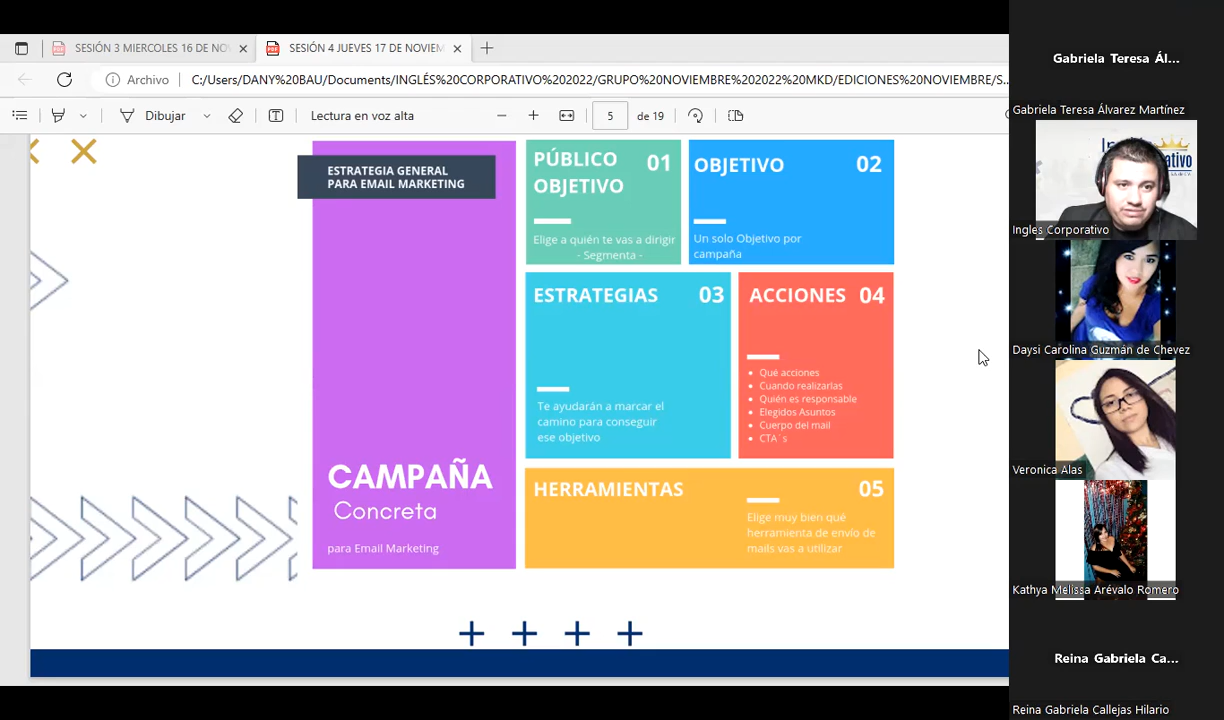 SESIÓN 3 MIERCOLES 16 DE NO
SESIÓN 4 JUEVES 17 DE NOVIEM
Archivo
C:/Users/DANY%20BAU/Documents/INGLÉS%20CORPORATIVO%202022/GRUPO%20NOVIEMBRE%202022%20MKD/EDICIONES%20NOVIEMBRE/S...
Dibujar
Lectura en voz alta
5
de 19
ESTRATEGIA GENERAL
PARA EMAIL MARKETING
CAMPAÑA
Concreta
para Email Marketing
PÚBLICO
OBJETIVO
01
Elige a quién te vas a dirigir
- Segmenta -
OBJETIVO
02
Un solo Objetivo por
campaña
ESTRATEGIAS
03
Te ayudarán a marcar el
camino para conseguir
ese objetivo
ACCIONES
04
Qué acciones
Cuando realizarlas
Quién es responsable
Elegidos Asuntos
Cuerpo del mail
CTA´s
HERRAMIENTAS
05
Elige muy bien qué
herramienta de envío de
mails vas a utilizar
Gabriela Teresa Ál...
Gabriela Teresa Álvarez Martínez
Ingles Corporativo
Daysi Carolina Guzmán de Chevez
Veronica Alas
Kathya Melissa Arévalo Romero
Reina Gabriela Ca...
Reina Gabriela Callejas Hilario